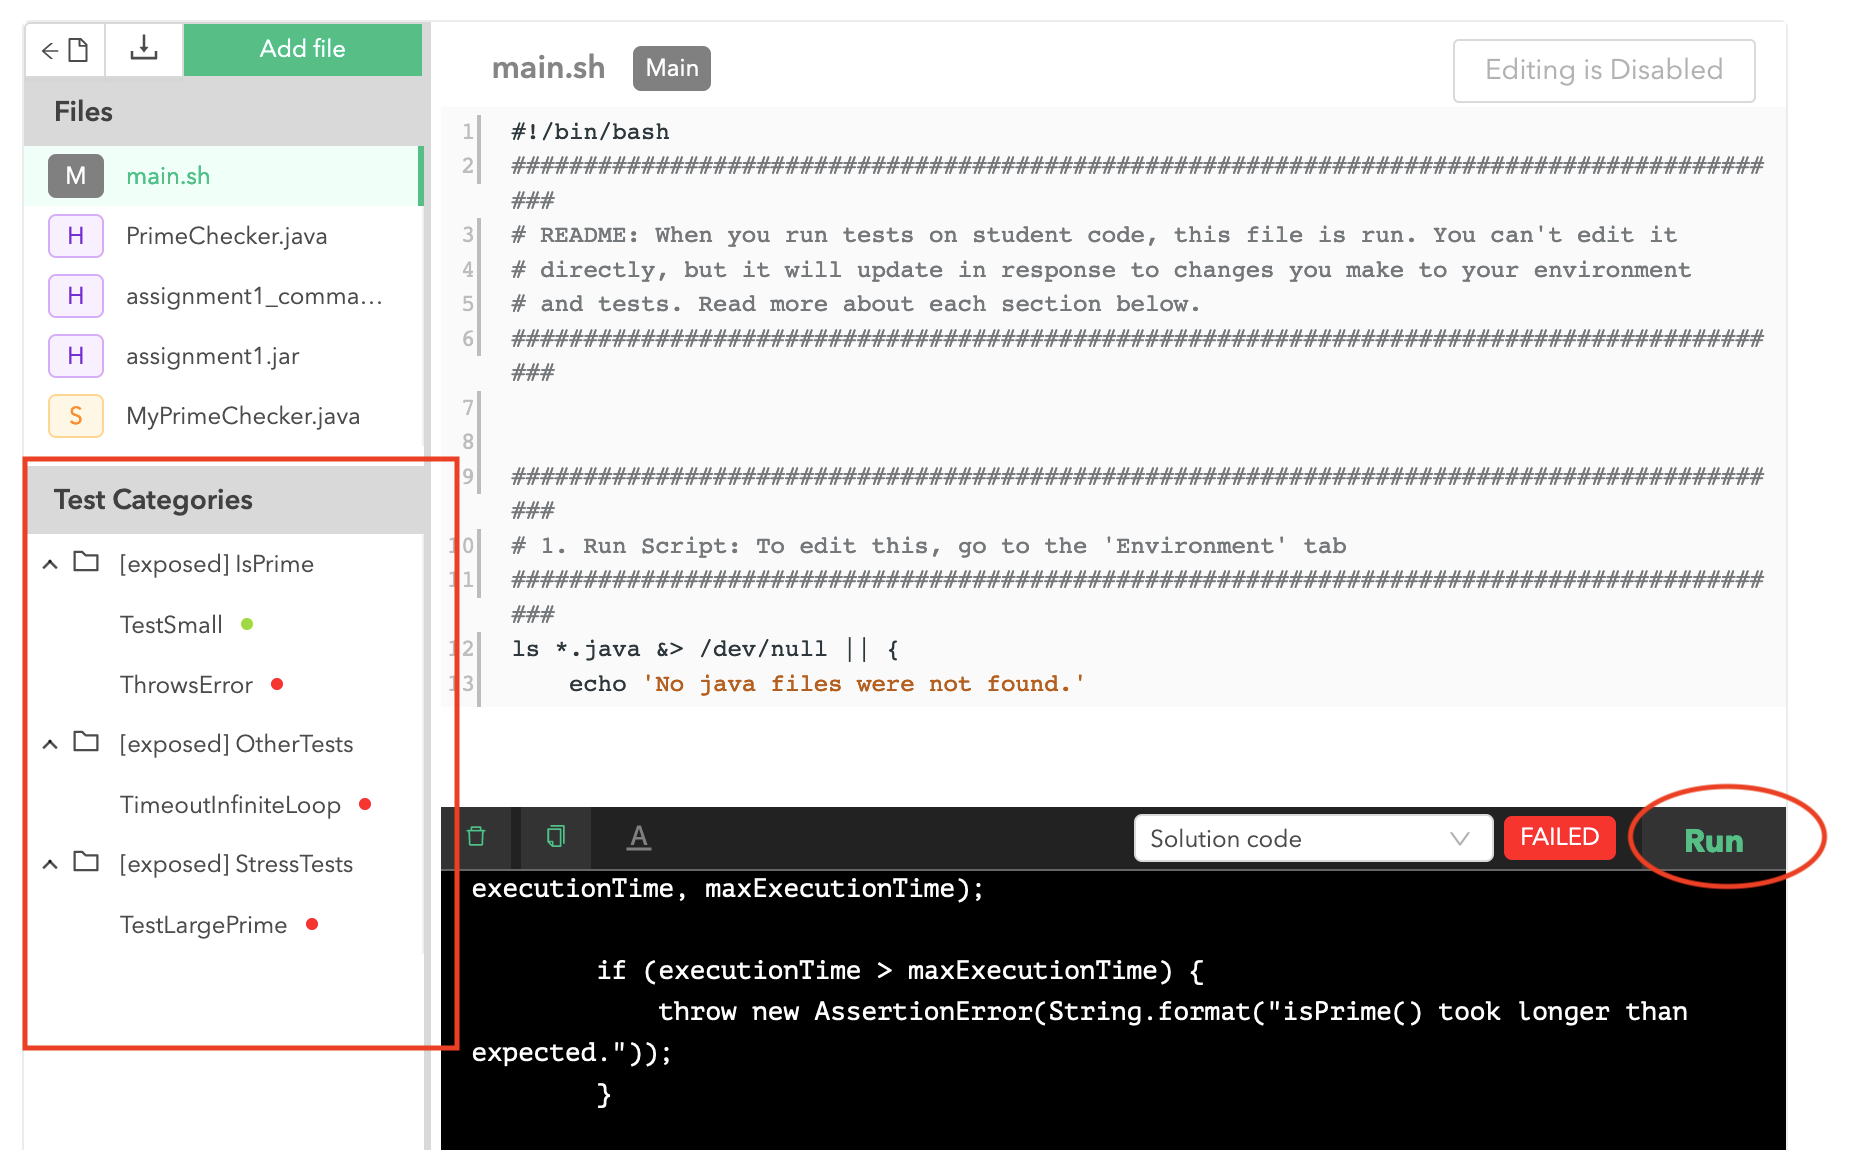 Add file
Files
M main.sh
H PrimeChecker.java
H assignment1_comma...
H assignment1.jar
S MyPrimeChecker.java
Test Categories
[exposed] IsPrime
TestSmall
ThrowsError
[exposed] OtherTests
TimeoutInfiniteLoop
[exposed] StressTests
TestLargePrime
main.sh Main
Editing is Disabled
1 #!/bin/bash
2 #######################################################################################
###
3 # README: When you run tests on student code, this file is run. You can't edit it
4 # directly, but it will update in response to changes you make to your environment
5 # and tests. Read more about each section below.
6 #######################################################################################
###
7
8
9 #######################################################################################
###
10 # 1. Run Script: To edit this, go to the 'Environment' tab
11 #######################################################################################
###
12 ls *.java &> /dev/null || {
13     echo 'No java files were not found.'
A
Solution code
FAILED
Run
executionTime, maxExecutionTime);
        if (executionTime > maxExecutionTime) {
            throw new AssertionError(String.format("isPrime() took longer than
expected."));
        }